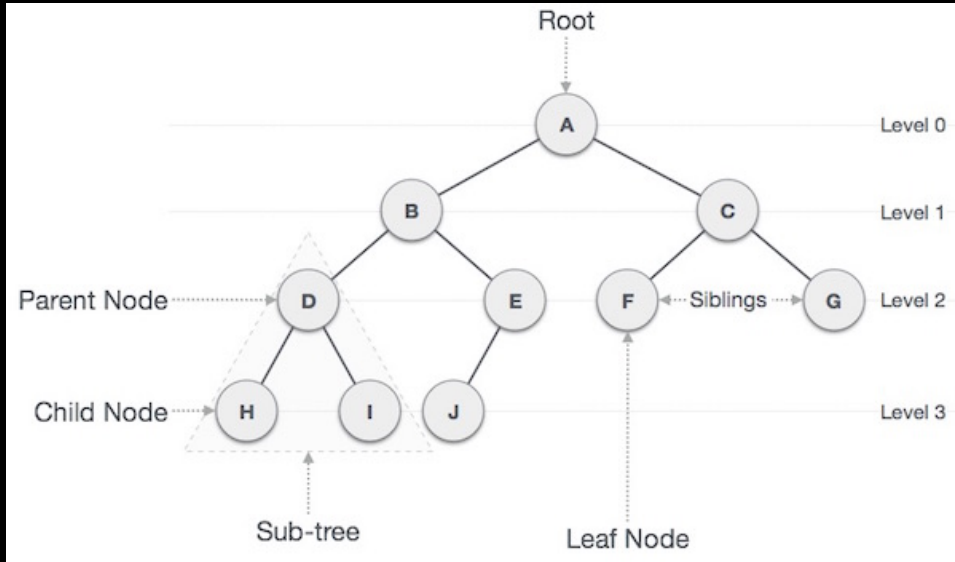 Root
A
Level 0
B
C
Level 1
Parent Node
D
E
F
Siblings
G
Level 2
Child Node
H
I
J
Level 3
Sub-tree
Leaf Node